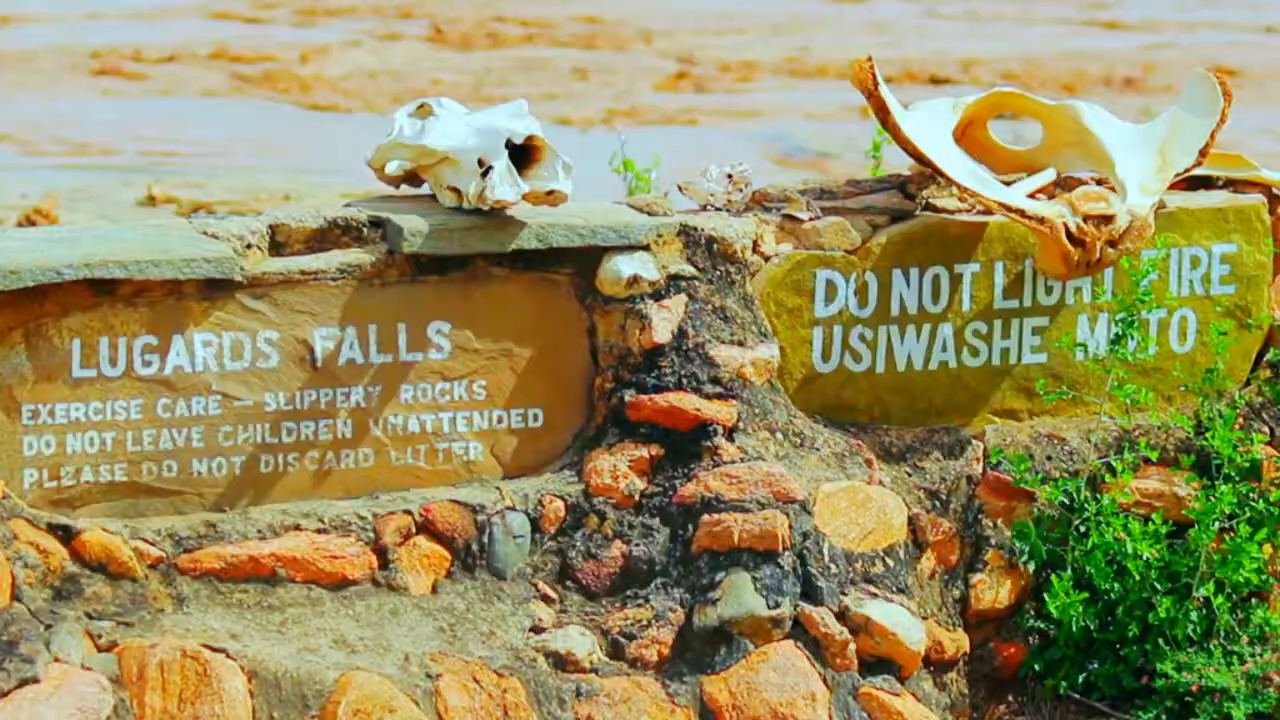 LUGARDS FALLS
EXERCISE CARE — SLIPPERY ROCKS
DO NOT LEAVE CHILDREN UNATTENDED
PLEASE DO NOT DISCARD LITTER
DO NOT LIGHT FIRE
USIWASHE MOTO